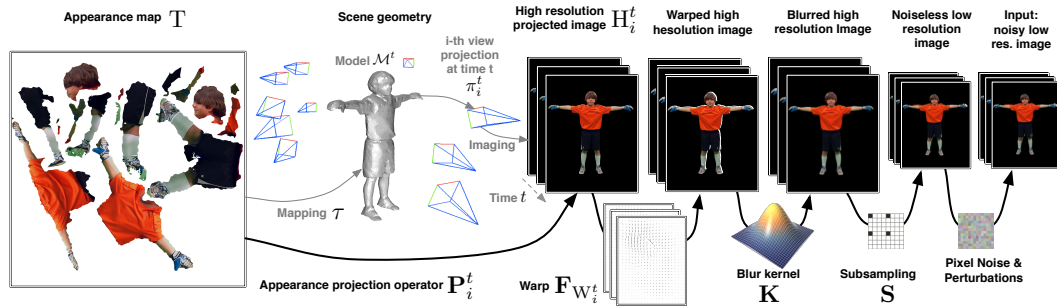 Appearance map T
Scene geometry
High resolution
projected image H_i^t
Warped high
hesolution image
Blurred high
resolution Image
Noiseless low
resolution
image
Input:
noisy low
res. image
Model M^t
i-th view
projection
at time t
π_i^t
Imaging
Time t
Mapping τ
Appearance projection operator P_i^t
Warp F_{W_i^t}
Blur kernel
K
Subsampling
S
Pixel Noise &
Perturbations